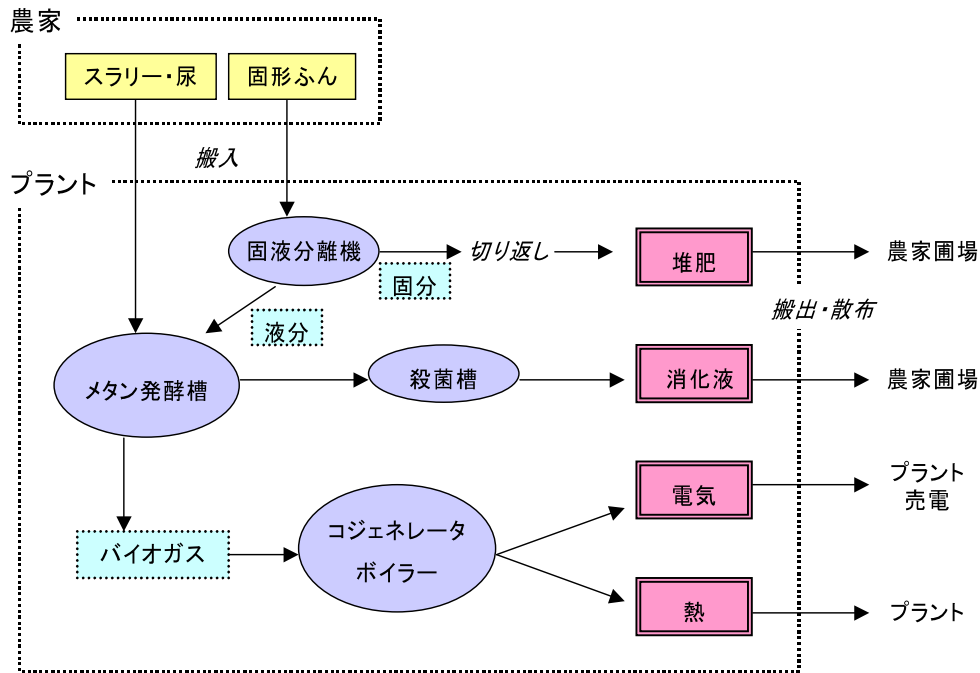 農家
スラリー・尿
固形ふん
搬入
プラント
固液分離機
切り返し
堆肥
農家圃場
固分
液分
搬出・散布
メタン発酵槽
殺菌槽
消化液
農家圃場
電気
プラント
売電
バイオガス
コジェネレータ
ボイラー
熱
プラント